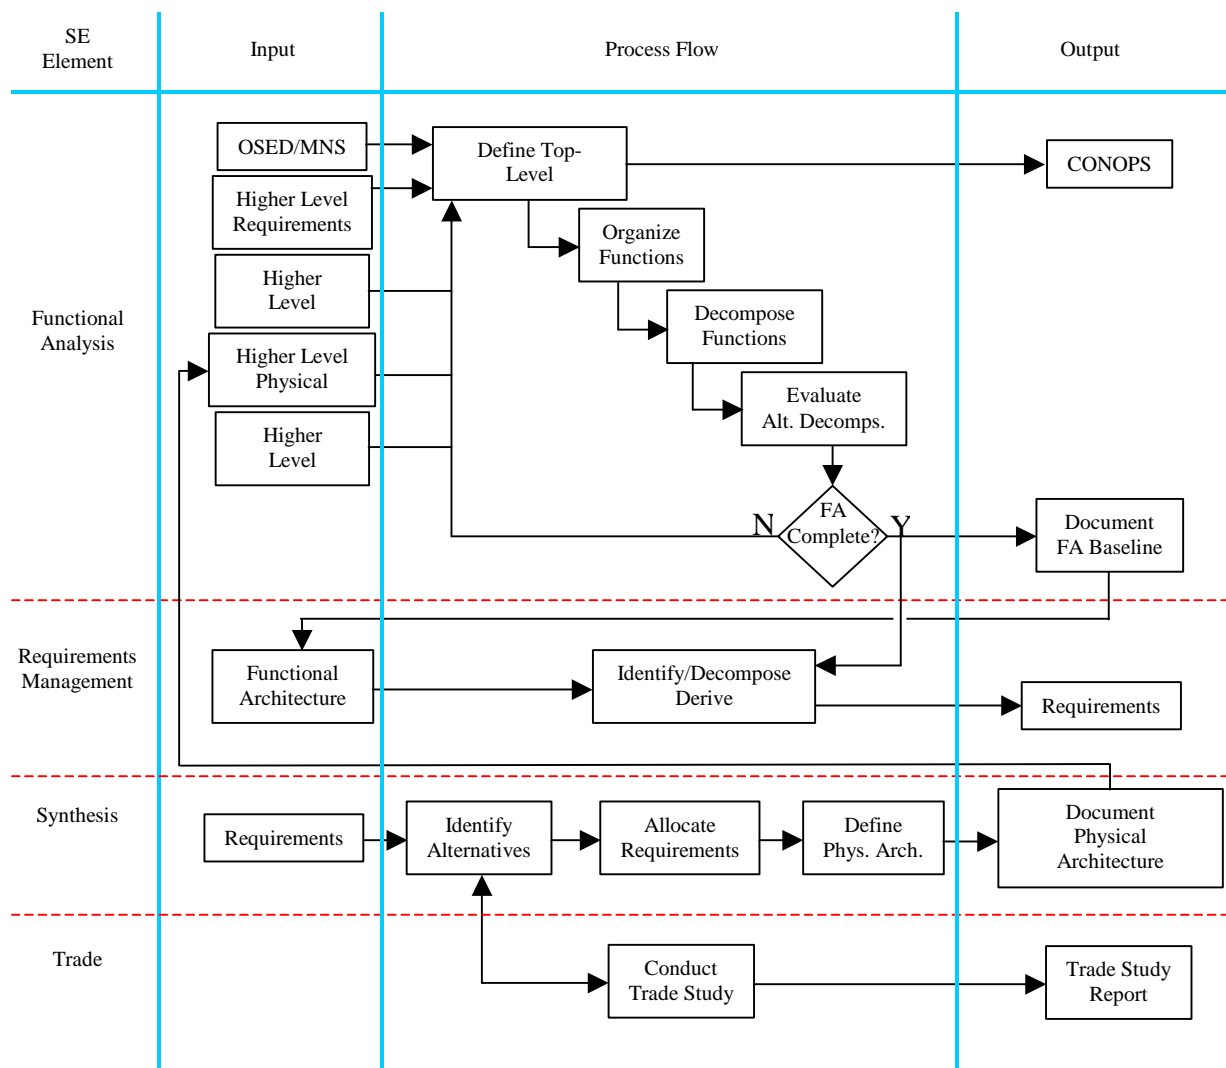 SE
Element
Input
Process Flow
Output
Functional
Analysis
OSED/MNS
Higher Level
Requirements
Higher
Level
Higher Level
Physical
Higher
Level
Define Top-
Level
Organize
Functions
Decompose
Functions
Evaluate
Alt. Decomps.
N
FA
Complete?
Y
CONOPS
Document
FA Baseline
Requirements
Management
Functional
Architecture
Identify/Decompose
Derive
Requirements
Synthesis
Requirements
Identify
Alternatives
Allocate
Requirements
Define
Phys. Arch.
Document
Physical
Architecture
Trade
Conduct
Trade Study
Trade Study
Report